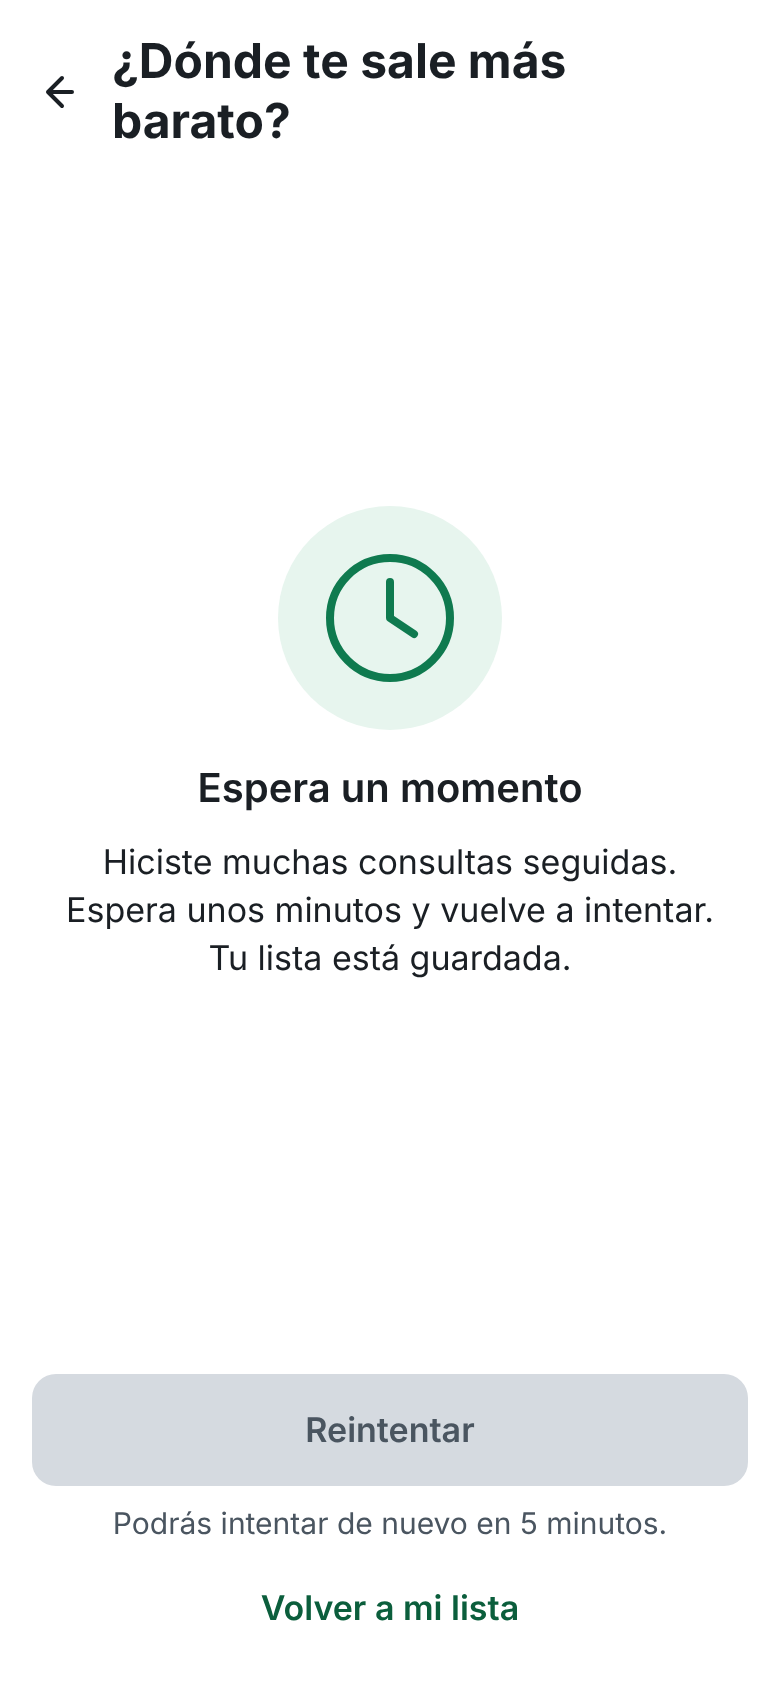 ¿Dónde te sale más
barato?
Espera un momento
Hiciste muchas consultas seguidas.
Espera unos minutos y vuelve a intentar.
Tu lista está guardada.
Reintentar
Podrás intentar de nuevo en 5 minutos.
Volver a mi lista